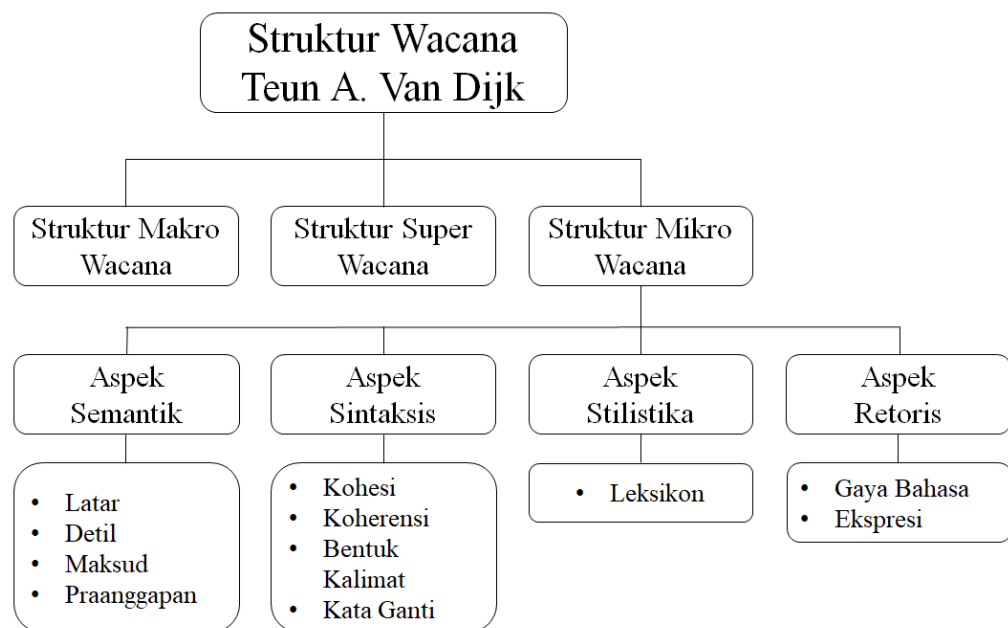 Struktur Wacana
Teun A. Van Dijk
Struktur Makro
Wacana
Struktur Super
Wacana
Struktur Mikro
Wacana
Aspek
Semantik
Aspek
Sintaksis
Aspek
Stilistika
Aspek
Retoris
• Latar
• Detil
• Maksud
• Praanggapan
• Kohesi
• Koherensi
• Bentuk
Kalimat
• Kata Ganti
• Leksikon
• Gaya Bahasa
• Ekspresi